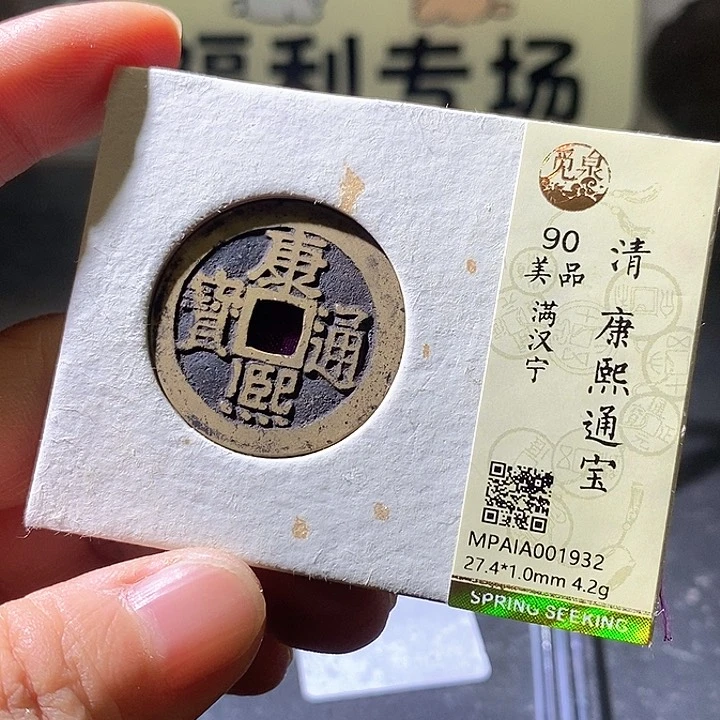 福利专场
康熙通寶
觅泉
90
美品
满汉宁
清 康熙通宝
MPAIA001932
27.4*1.0mm 4.2g
SPRING SEEKING